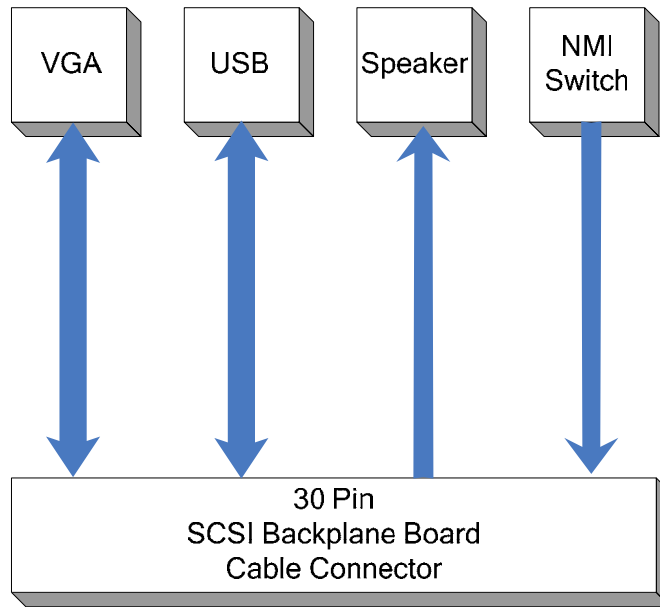 VGA
USB
Speaker
NMI
Switch
30 Pin
SCSI Backplane Board
Cable Connector